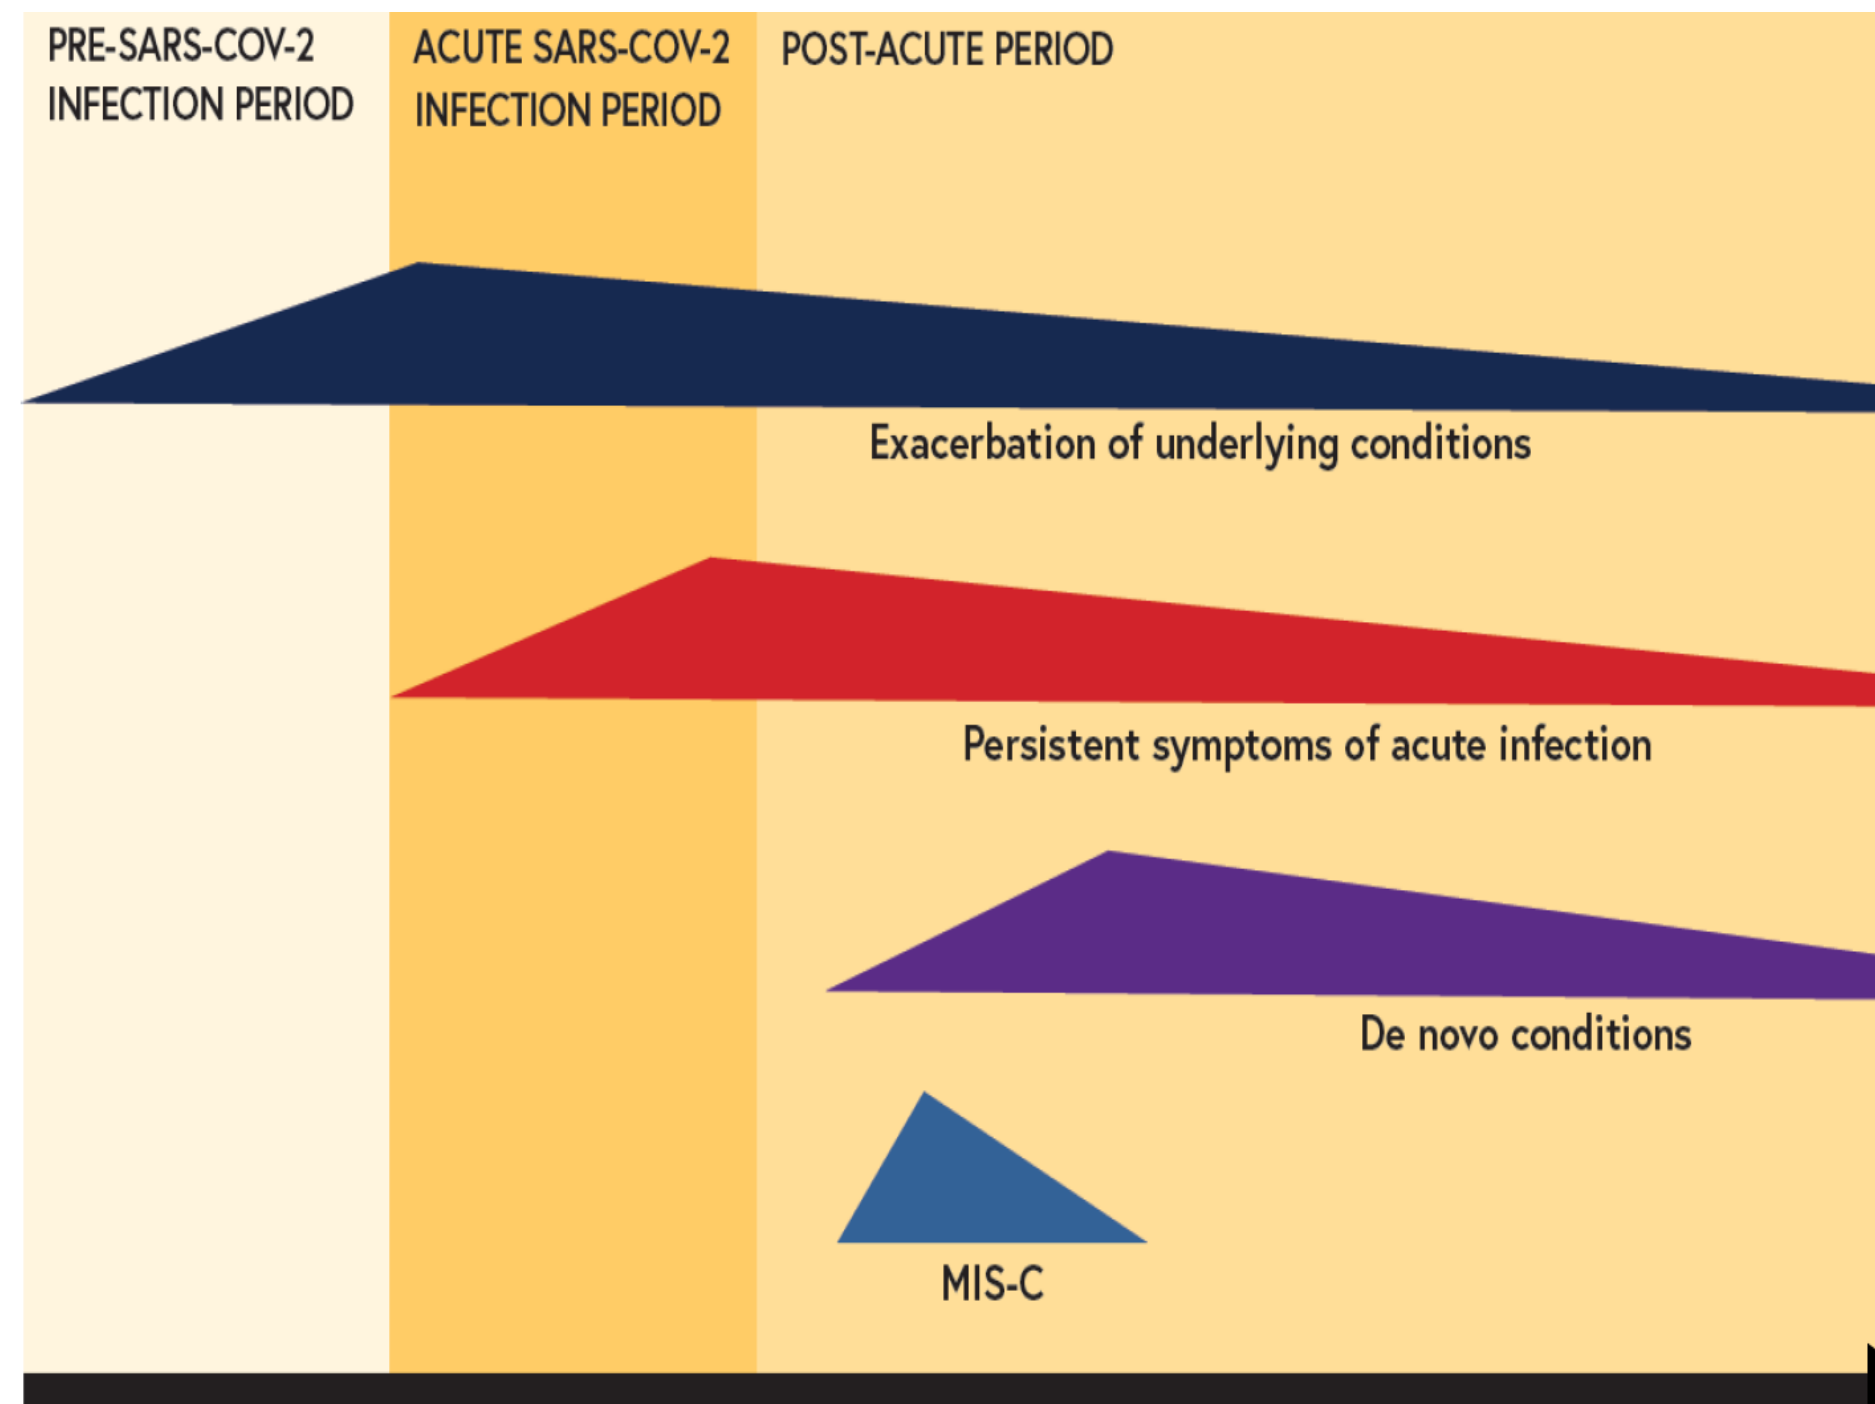 PRE-SARS-COV-2
INFECTION PERIOD
ACUTE SARS-COV-2
INFECTION PERIOD
POST-ACUTE PERIOD
Exacerbation of underlying conditions
Persistent symptoms of acute infection
De novo conditions
MIS-C